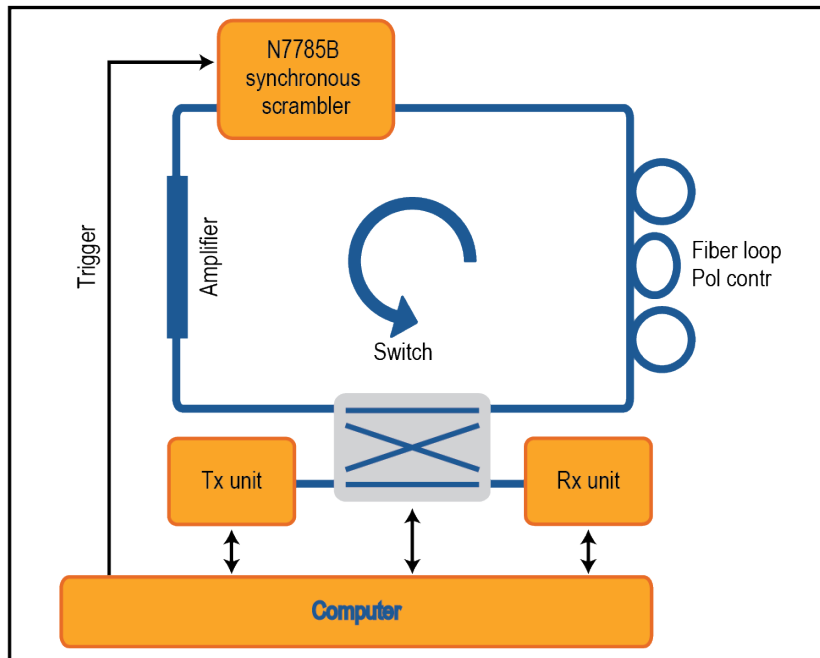 N7785B
synchronous
scrambler
Trigger
Amplifier
Fiber loop
Pol contr
Switch
Tx unit
Rx unit
Computer